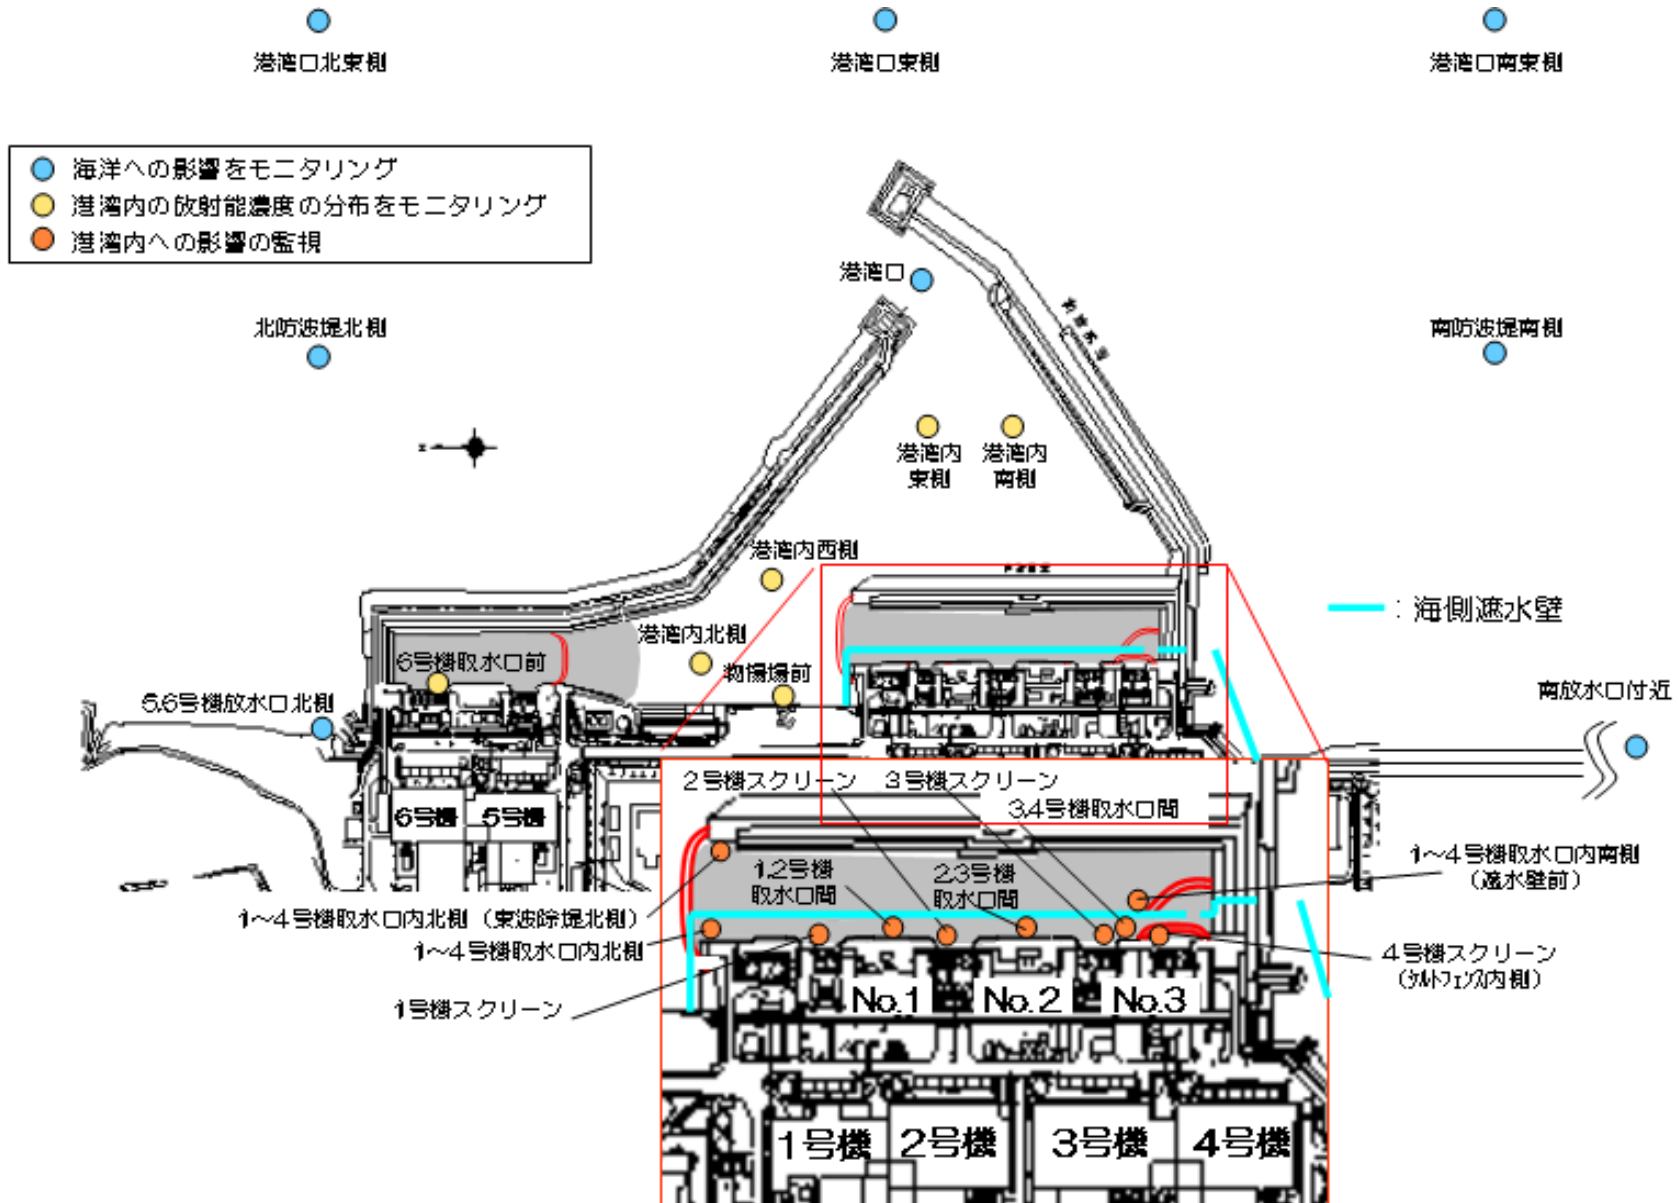 港湾口北東側
港湾口東側
港湾口南東側
海洋への影響をモニタリング
港湾内の放射能濃度の分布をモニタリング
港湾内への影響の監視
港湾口
北防波堤北側
南防波堤南側
港湾内
東側
港湾内
南側
港湾内西側
：海側遮水壁
港湾内北側
6号機取水口前
物揚場前
5,6号機放水口北側
南放水口付近
2号機スクリーン
3号機スクリーン
3,4号機取水口間
6号機
5号機
1~4号機取水口内南側
（遮水壁前）
1,2号機
取水口間
2,3号機
取水口間
1~4号機取水口内北側（東波除堤北側）
1~4号機取水口内北側
4号機スクリーン
（シルトフェンス内側）
1号機スクリーン
No.1
No.2
No.3
1号機
2号機
3号機
4号機